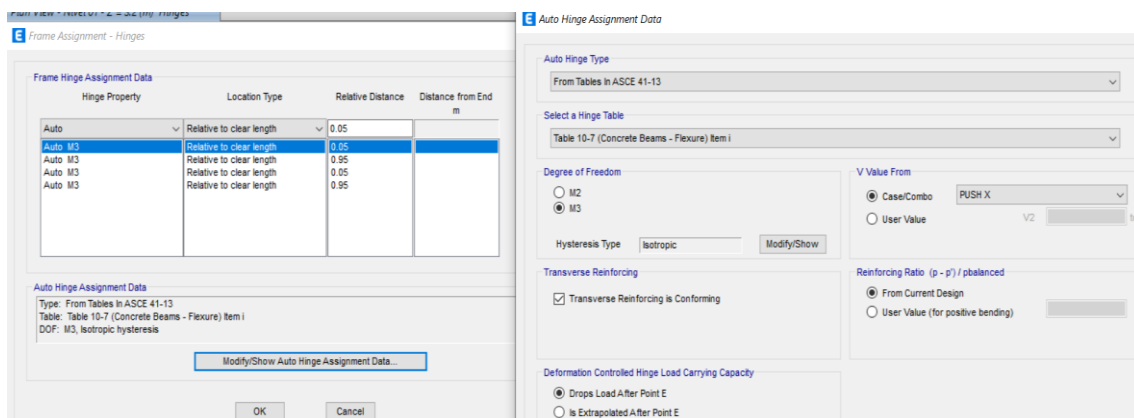 Plan View - Nivel 01 - Z = 3.2 (m) Hinges
E Frame Assignment - Hinges
Frame Hinge Assignment Data
Hinge Property Location Type Relative Distance Distance from End
m
Auto Relative to clear length 0.05
Auto M3 Relative to clear length 0.05
Auto M3 Relative to clear length 0.95
Auto M3 Relative to clear length 0.05
Auto M3 Relative to clear length 0.95
Auto Hinge Assignment Data
Type: From Tables In ASCE 41-13
Table: Table 10-7 (Concrete Beams - Flexure) Item i
DOF: M3, Isotropic hysteresis
Modify/Show Auto Hinge Assignment Data...
OK Cancel
E Auto Hinge Assignment Data
Auto Hinge Type
From Tables In ASCE 41-13
Select a Hinge Table
Table 10-7 (Concrete Beams - Flexure) Item i
Degree of Freedom
M2
M3
Hysteresis Type Isotropic Modify/Show
V Value From
Case/Combo PUSH X
User Value V2
Transverse Reinforcing
Transverse Reinforcing is Conforming
Reinforcing Ratio (p - p') / pbalanced
From Current Design
User Value (for positive bending)
Deformation Controlled Hinge Load Carrying Capacity
Drops Load After Point E
Is Extrapolated After Point E